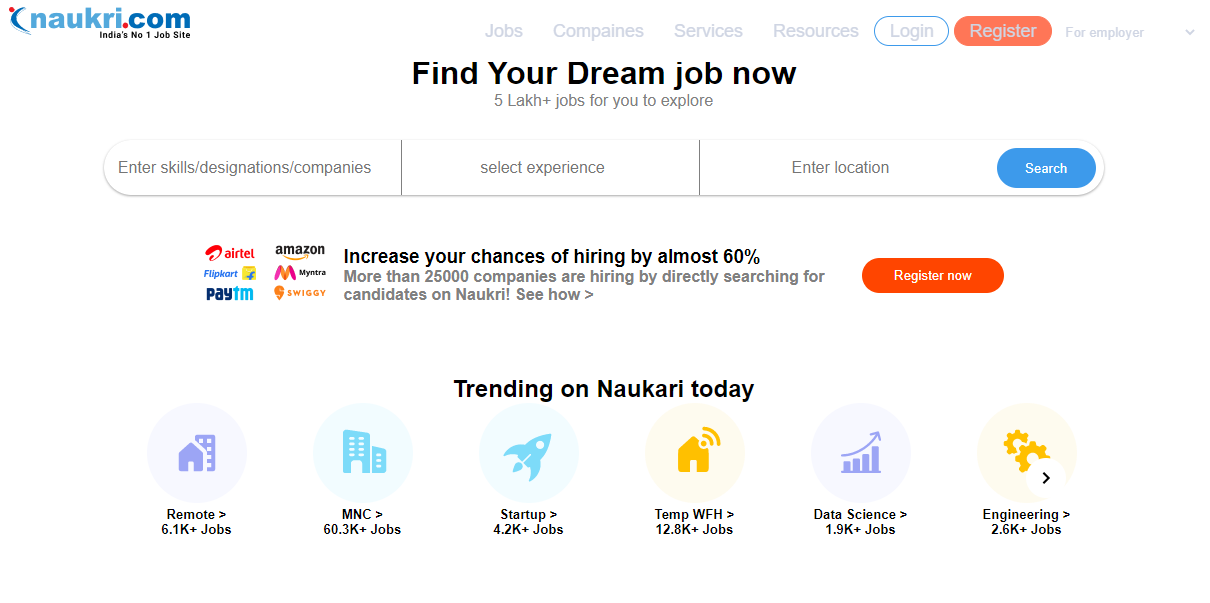 naukri.com
India's No 1 Job Site
Jobs Compaines Services Resources Login Register For employer
Find Your Dream job now
5 Lakh+ jobs for you to explore
Enter skills/designations/companies select experience Enter location Search
airtel amazon
Flipkart Myntra
paytm SWIGGY
Increase your chances of hiring by almost 60%
More than 25000 companies are hiring by directly searching for
candidates on Naukri! See how >
Register now
Trending on Naukari today
Remote > MNC > Startup > Temp WFH > Data Science > Engineering >
6.1K+ Jobs 60.3K+ Jobs 4.2K+ Jobs 12.8K+ Jobs 1.9K+ Jobs 2.6K+ Jobs